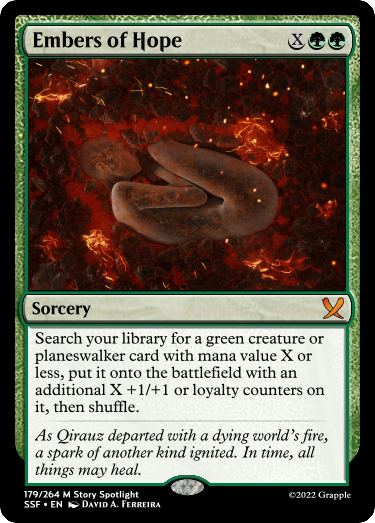 Embers of Hope X
Sorcery
Search your library for a green creature or
planeswalker card with mana value X or
less, put it onto the battlefield with an
additional X +1/+1 or loyalty counters on
it, then shuffle.
As Qirauz departed with a dying world's fire,
a spark of another kind ignited. In time, all
things may heal.
179/264 M Story Spotlight
SSF • EN David A. Ferreira
©2022 Grapple